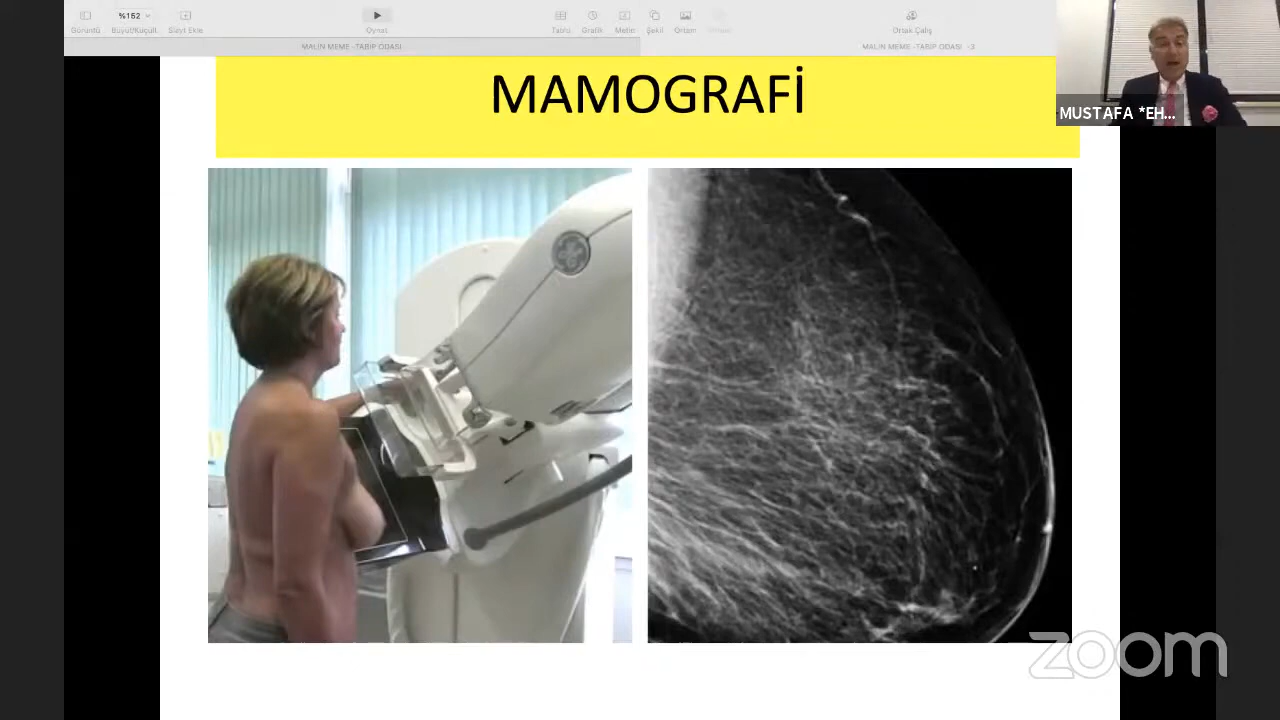 %152
Görüntü
Büyüt/Küçült
Slayt Ekle
Oynat
Tablo
Grafik
Metin
Şekil
Ortam
Ortak Çalış
MALİN MEME -TABİP ODASI
MALİN MEME -TABİP ODASI -3
MAMOGRAFİ
MUSTAFA *EH...
zoom